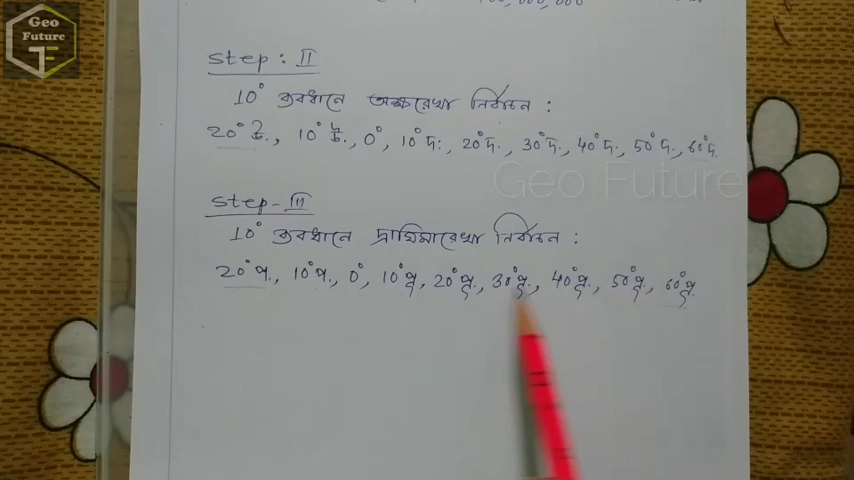 Geo
Future
Step: II
10° ব্যবধানে অক্ষরেখা নির্বাচন :
20° উ., 10° উ., 0°, 10° দ., 20° দ., 30° দ., 40° দ., 50° দ., 60° দ.
Geo Future
Step-III
10° ব্যবধানে দ্রাঘিমারেখা নির্বাচন :
20° প., 10° প., 0°, 10° পূ., 20° পূ., 30° পূ., 40° পূ., 50° পূ., 60° পূ.